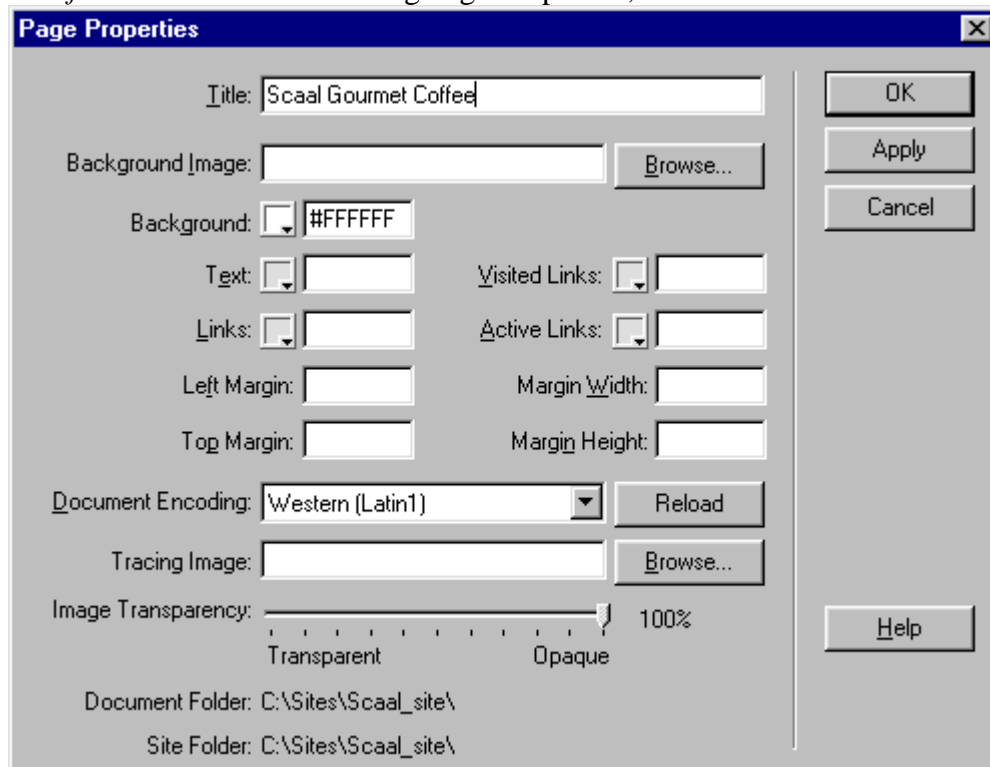 Page Properties
Title: Scaal Gourmet Coffee
OK
Background Image: Browse...
Apply
Background: #FFFFFF
Cancel
Text: Visited Links:
Links: Active Links:
Left Margin: Margin Width:
Top Margin: Margin Height:
Document Encoding: Western (Latin1) Reload
Tracing Image: Browse...
Image Transparency: 100%
Transparent Opaque
Help
Document Folder: C:\Sites\Scaal_site\
Site Folder: C:\Sites\Scaal_site\